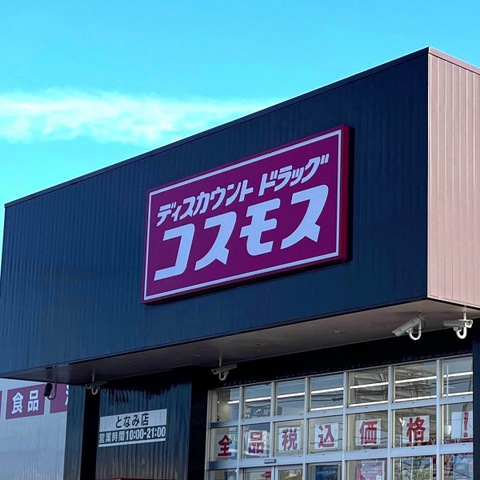 ディスカウント ドラッグ
コスモス
食品
となみ店
営業時間10:00-21:00
全品税込価格!